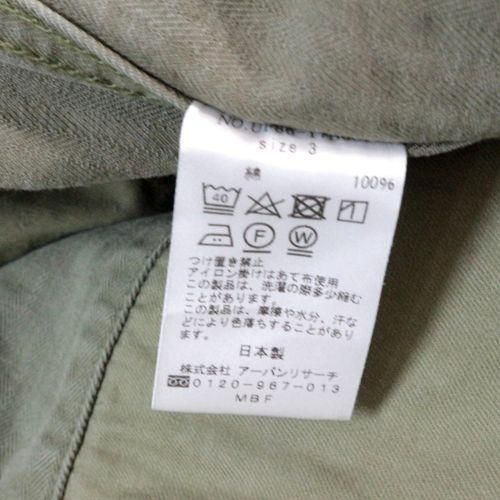 size 3
綿 100%
40
F
W
つけ置き禁止
アイロン掛けはあて布使用
この製品は、洗濯の際多少縮む
ことがあります。
この製品は、摩擦や水分、汗な
どにより色落ちすることがありま
す。
日本製
株式会社 アーバンリサーチ
0120-967-013
MBF